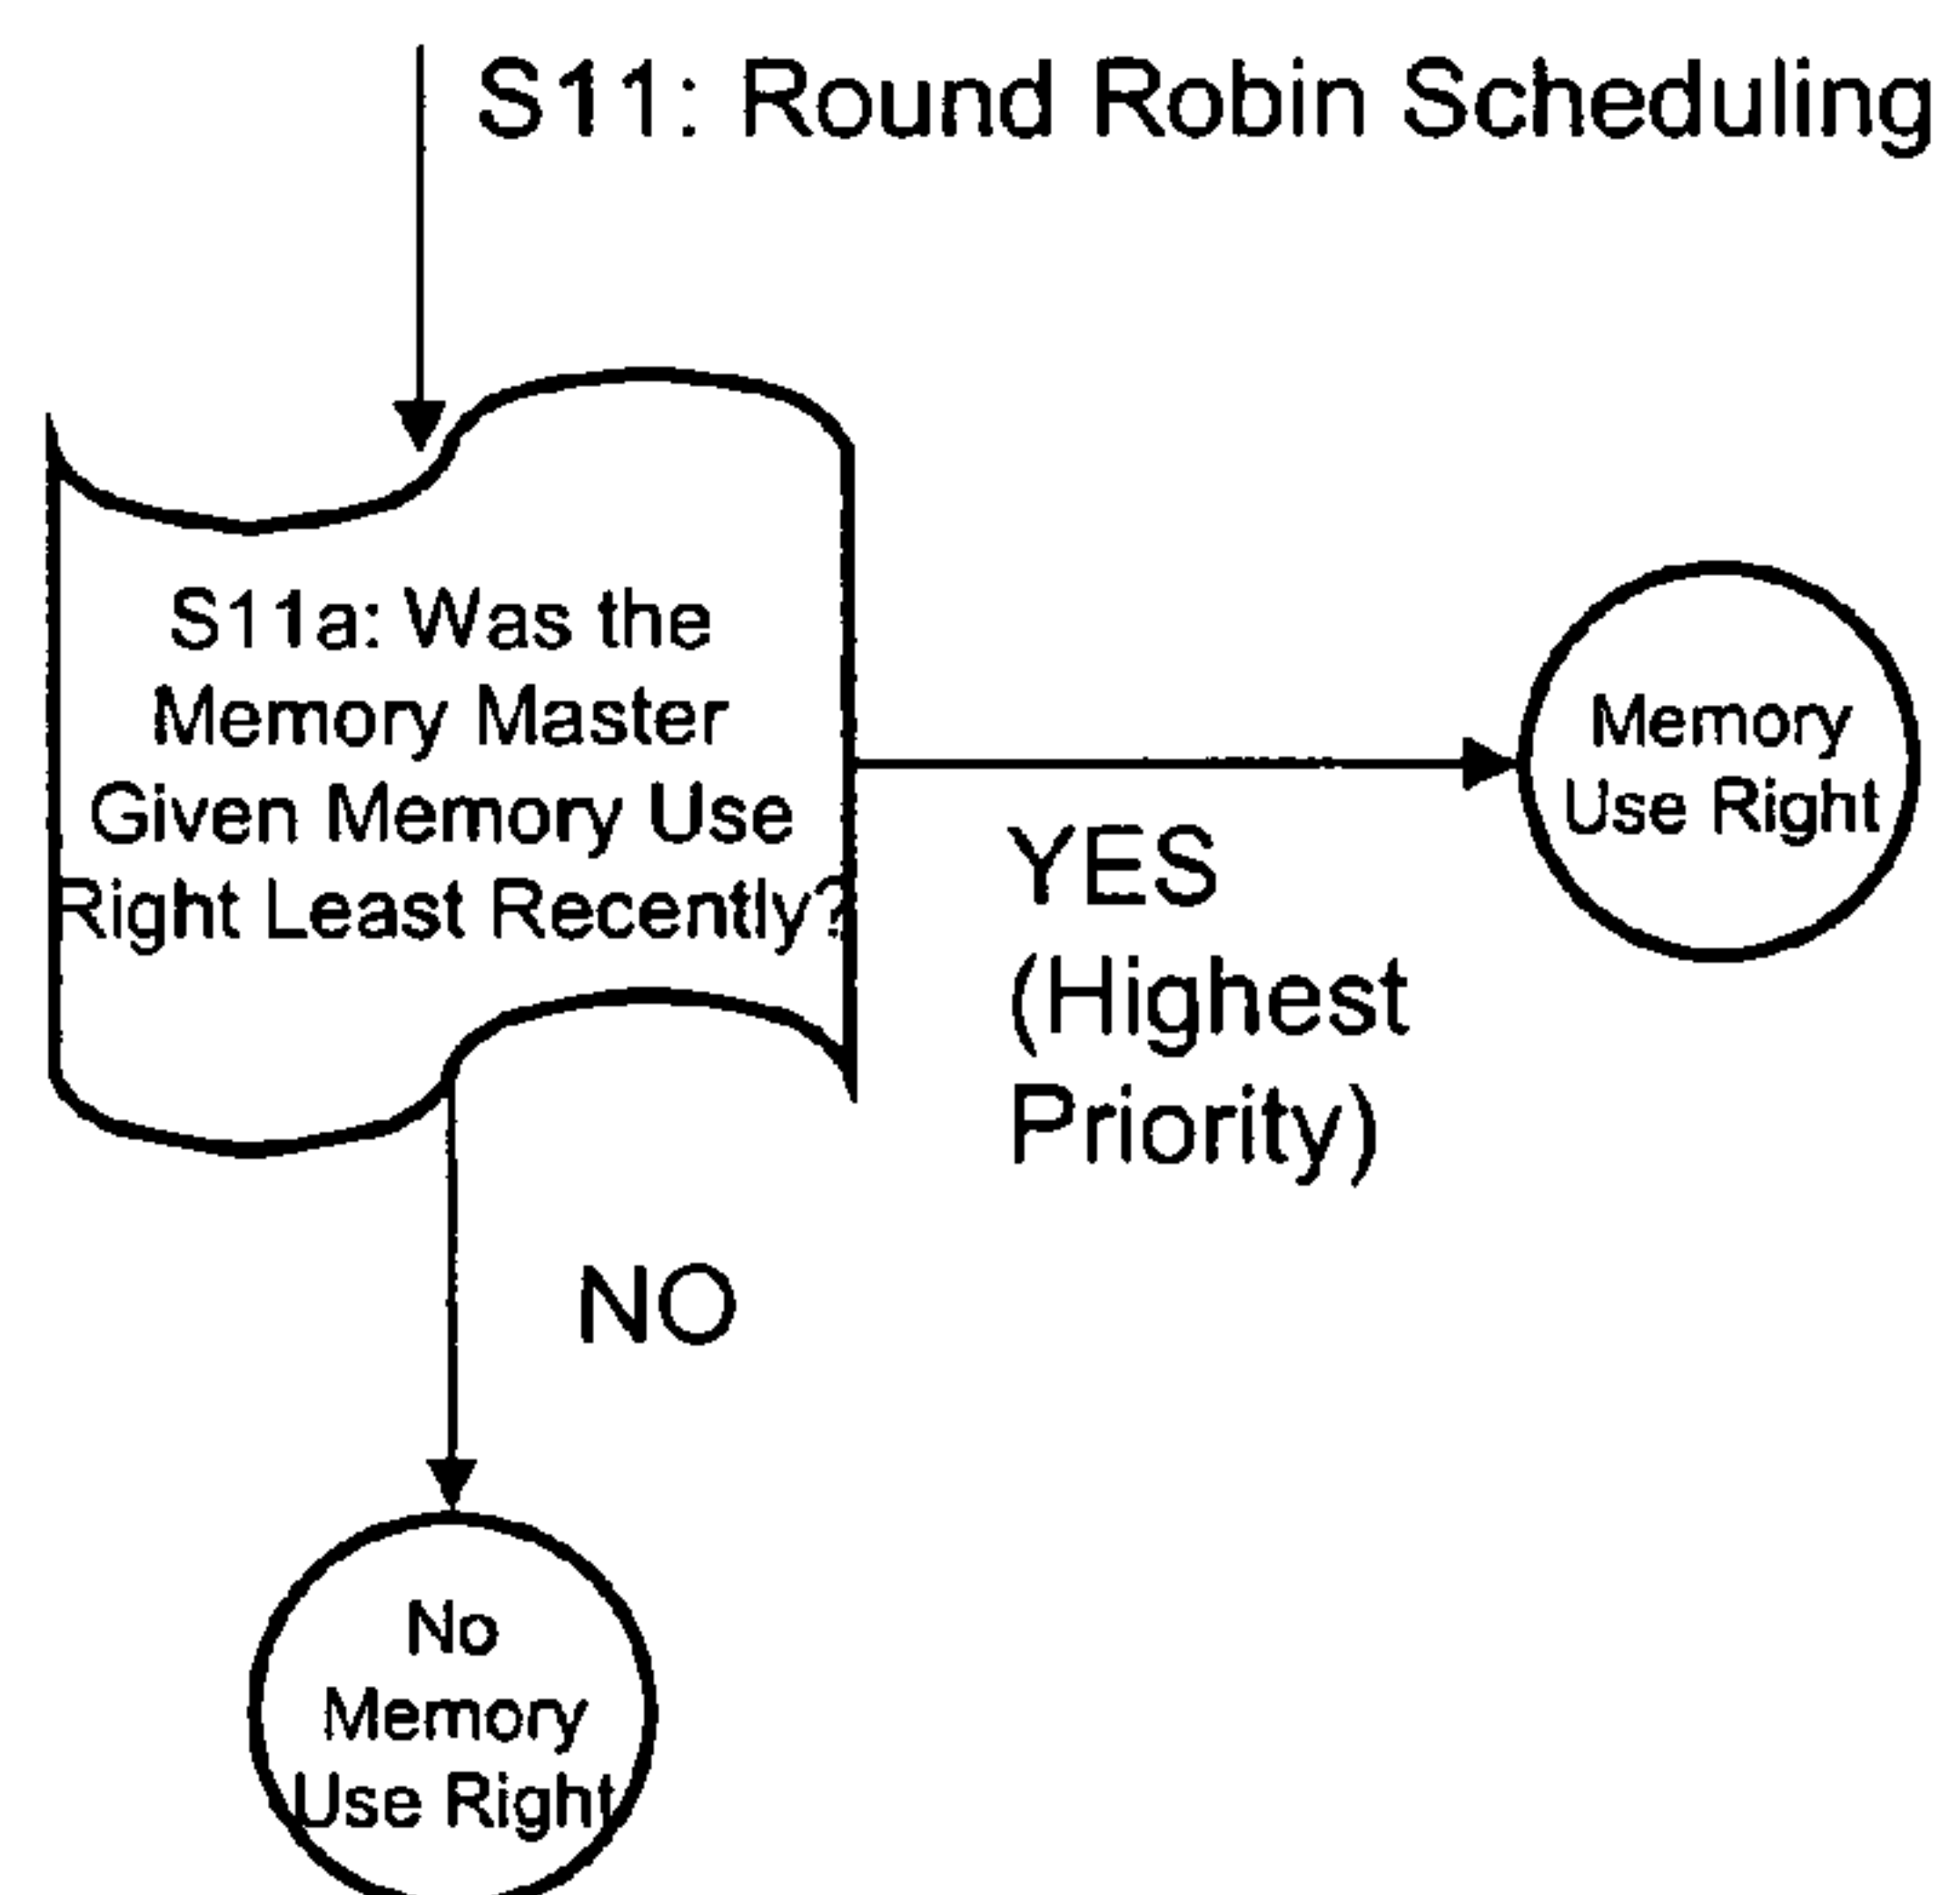 S11: Round Robin Scheduling
S11a: Was the
Memory Master
Given Memory Use
Right Least Recently?
Memory
Use Right
YES
(Highest
Priority)
NO
No
Memory
Use Right